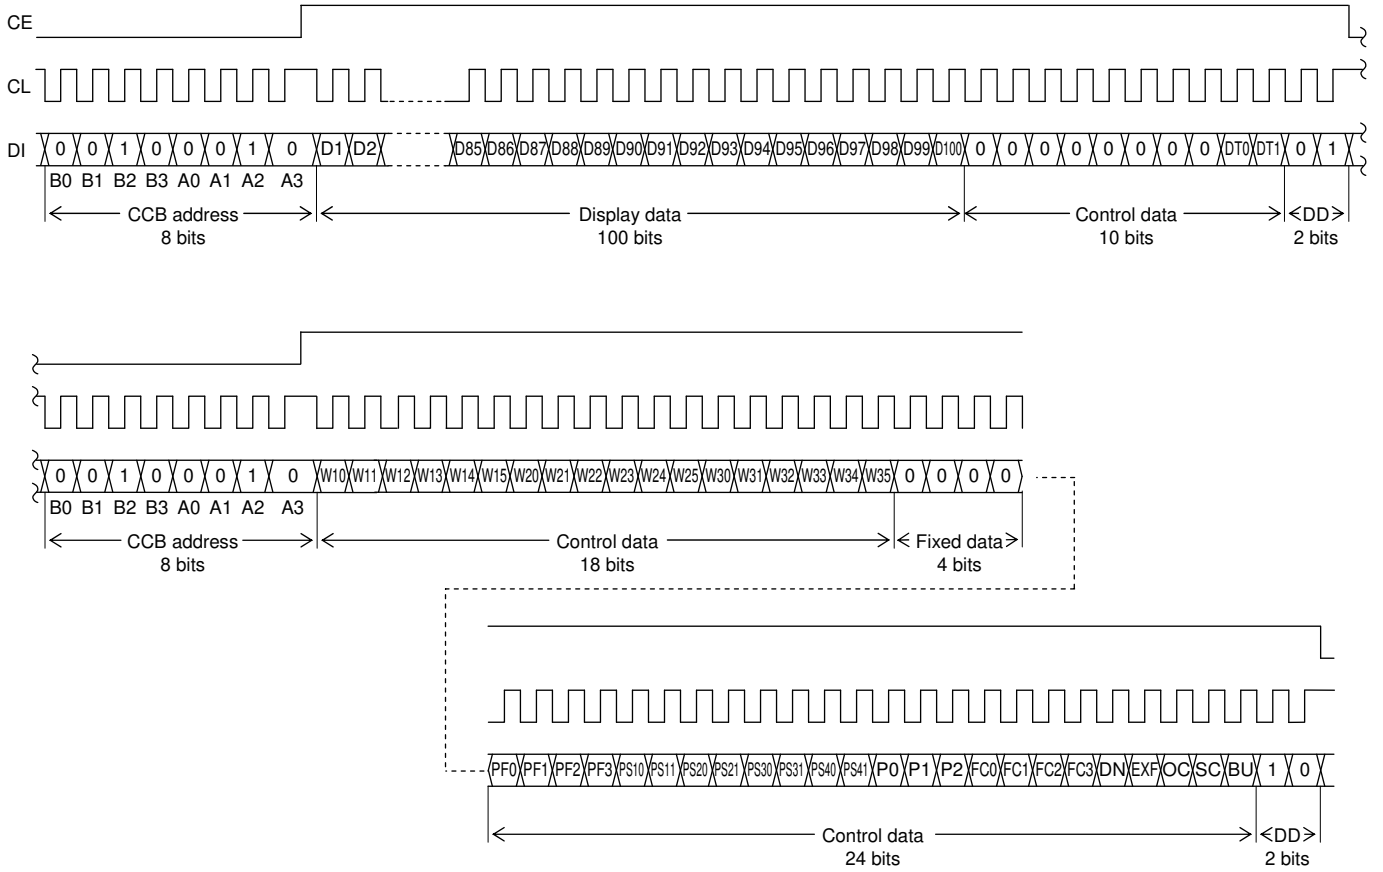 CE
CL
DI 0 0 1 0 0 0 1 0 D1 D2 D85 D86 D87 D88 D89 D90 D91 D92 D93 D94 D95 D96 D97 D98 D99 D100 0 0 0 0 0 0 0 0 DT0 DT1 0 1
B0 B1 B2 B3 A0 A1 A2 A3
CCB address Display data Control data DD
8 bits 100 bits 10 bits 2 bits
0 0 1 0 0 0 1 0 W10 W11 W12 W13 W14 W15 W20 W21 W22 W23 W24 W25 W30 W31 W32 W33 W34 W35 0 0 0 0
B0 B1 B2 B3 A0 A1 A2 A3
CCB address Control data Fixed data
8 bits 18 bits 4 bits
PF0 PF1 PF2 PF3 PS10 PS11 PS20 PS21 PS30 PS31 PS40 PS41 P0 P1 P2 FC0 FC1 FC2 FC3 DN EXF OC SC BU 1 0
Control data DD
24 bits 2 bits